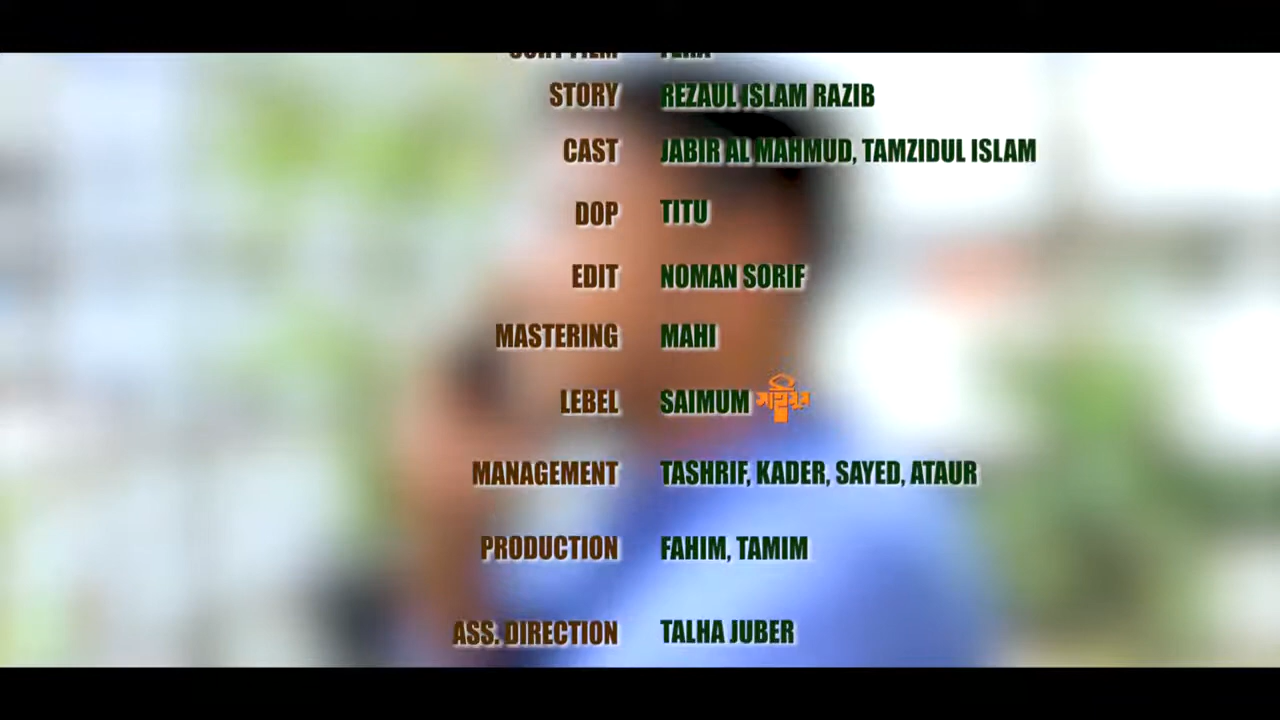 STORY REZAUL ISLAM RAZIB
CAST JABIR AL MAHMUD, TAMZIDUL ISLAM
DOP TITU
EDIT NOMAN SORIF
MASTERING MAHI
LEBEL SAIMUM সাইমুম
MANAGEMENT TASHRIF, KADER, SAYED, ATAUR
PRODUCTION FAHIM, TAMIM
ASS. DIRECTION TALHA JUBER